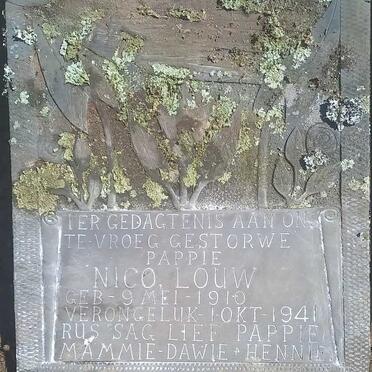 TER GEDAGTENIS AAN ONS
TE-VROEG GESTORWE
PAPPIE
NICO, LOUW
GEB-9 MEI-1910
VERONGELUK-1 OKT-1941
RUS SAG LIEF PAPPIE
MAMMIE-DAWIE+HENNIE